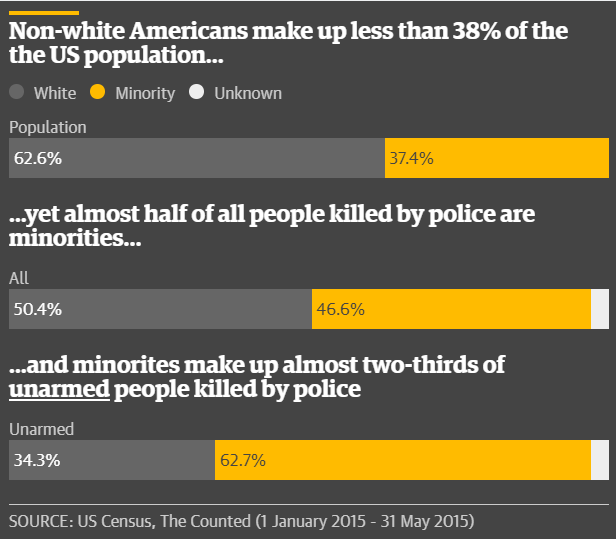 Non-white Americans make up less than 38% of the
the US population...
White Minority Unknown
Population
62.6% 37.4%
...yet almost half of all people killed by police are
minorities...
All
50.4% 46.6%
...and minorites make up almost two-thirds of
unarmed people killed by police
Unarmed
34.3% 62.7%
SOURCE: US Census, The Counted (1 January 2015 - 31 May 2015)